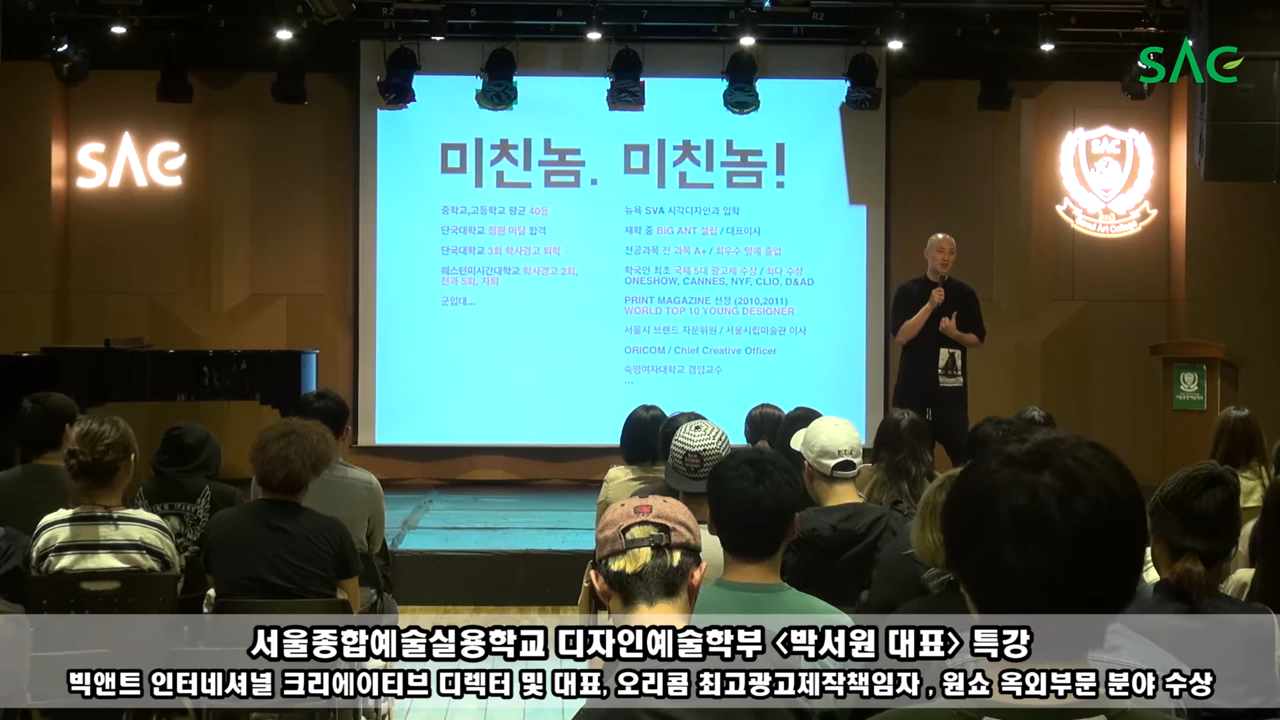 SAC
SAC
SAC
Seoul Art College
미친놈. 미친놈!
중학교,고등학교 평균 40등
단국대학교 정원 미달 합격
단국대학교 3회 학사경고 퇴학
웨스턴미시간대학교 학사경고 2회,
전과 5회, 자퇴
군입대...
뉴욕 SVA 시각디자인과 입학
재학 중 BIG ANT 설립 / 대표이사
전공과목 전 과목 A+ / 최우수 명예 졸업
한국인 최초 국제 5대 광고제 수상 / 최다 수상
ONESHOW, CANNES, NYF, CLIO, D&AD
PRINT MAGAZINE 선정 (2010,2011)
WORLD TOP 10 YOUNG DESIGNER
서울시 브랜드 자문위원 / 서울시립미술관 이사
ORICOM / Chief Creative Officer
숙명여자대학교 겸임교수
...
서울종합예술실용학교 디자인예술학부 <박서원 대표> 특강
빅앤트 인터네셔널 크리에이티브 디렉터 및 대표, 오리콤 최고광고제작책임자 , 원쇼 옥외부문 분야 수상